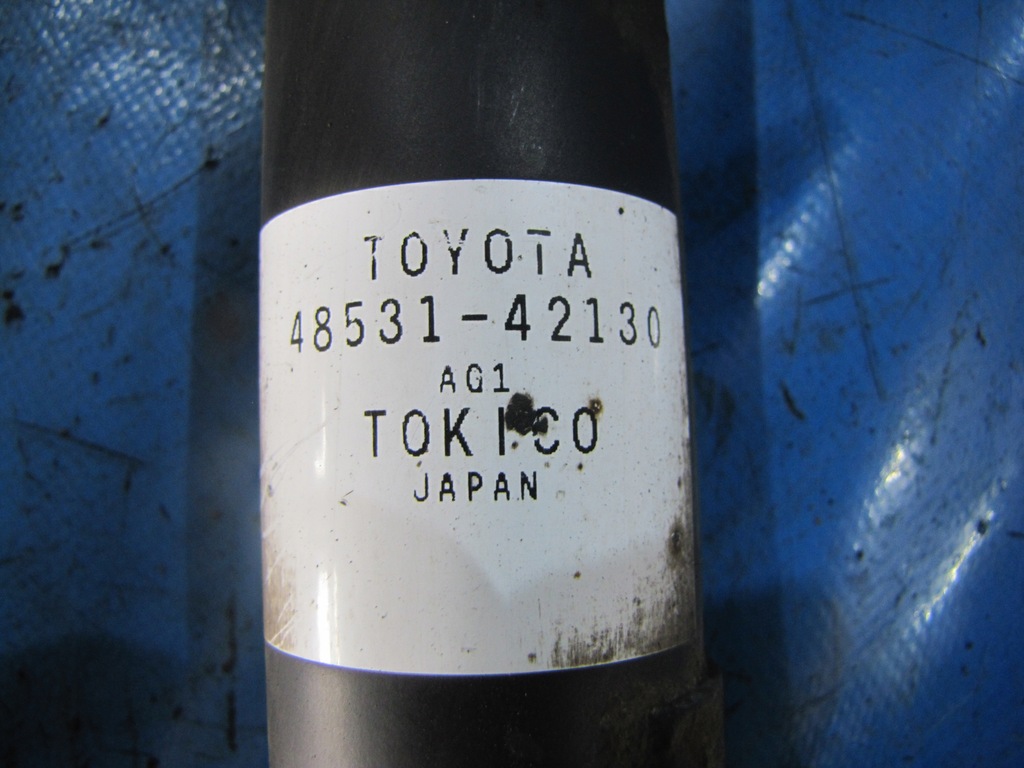 TOYOTA
48531-42130
AG1
TOKICO
JAPAN